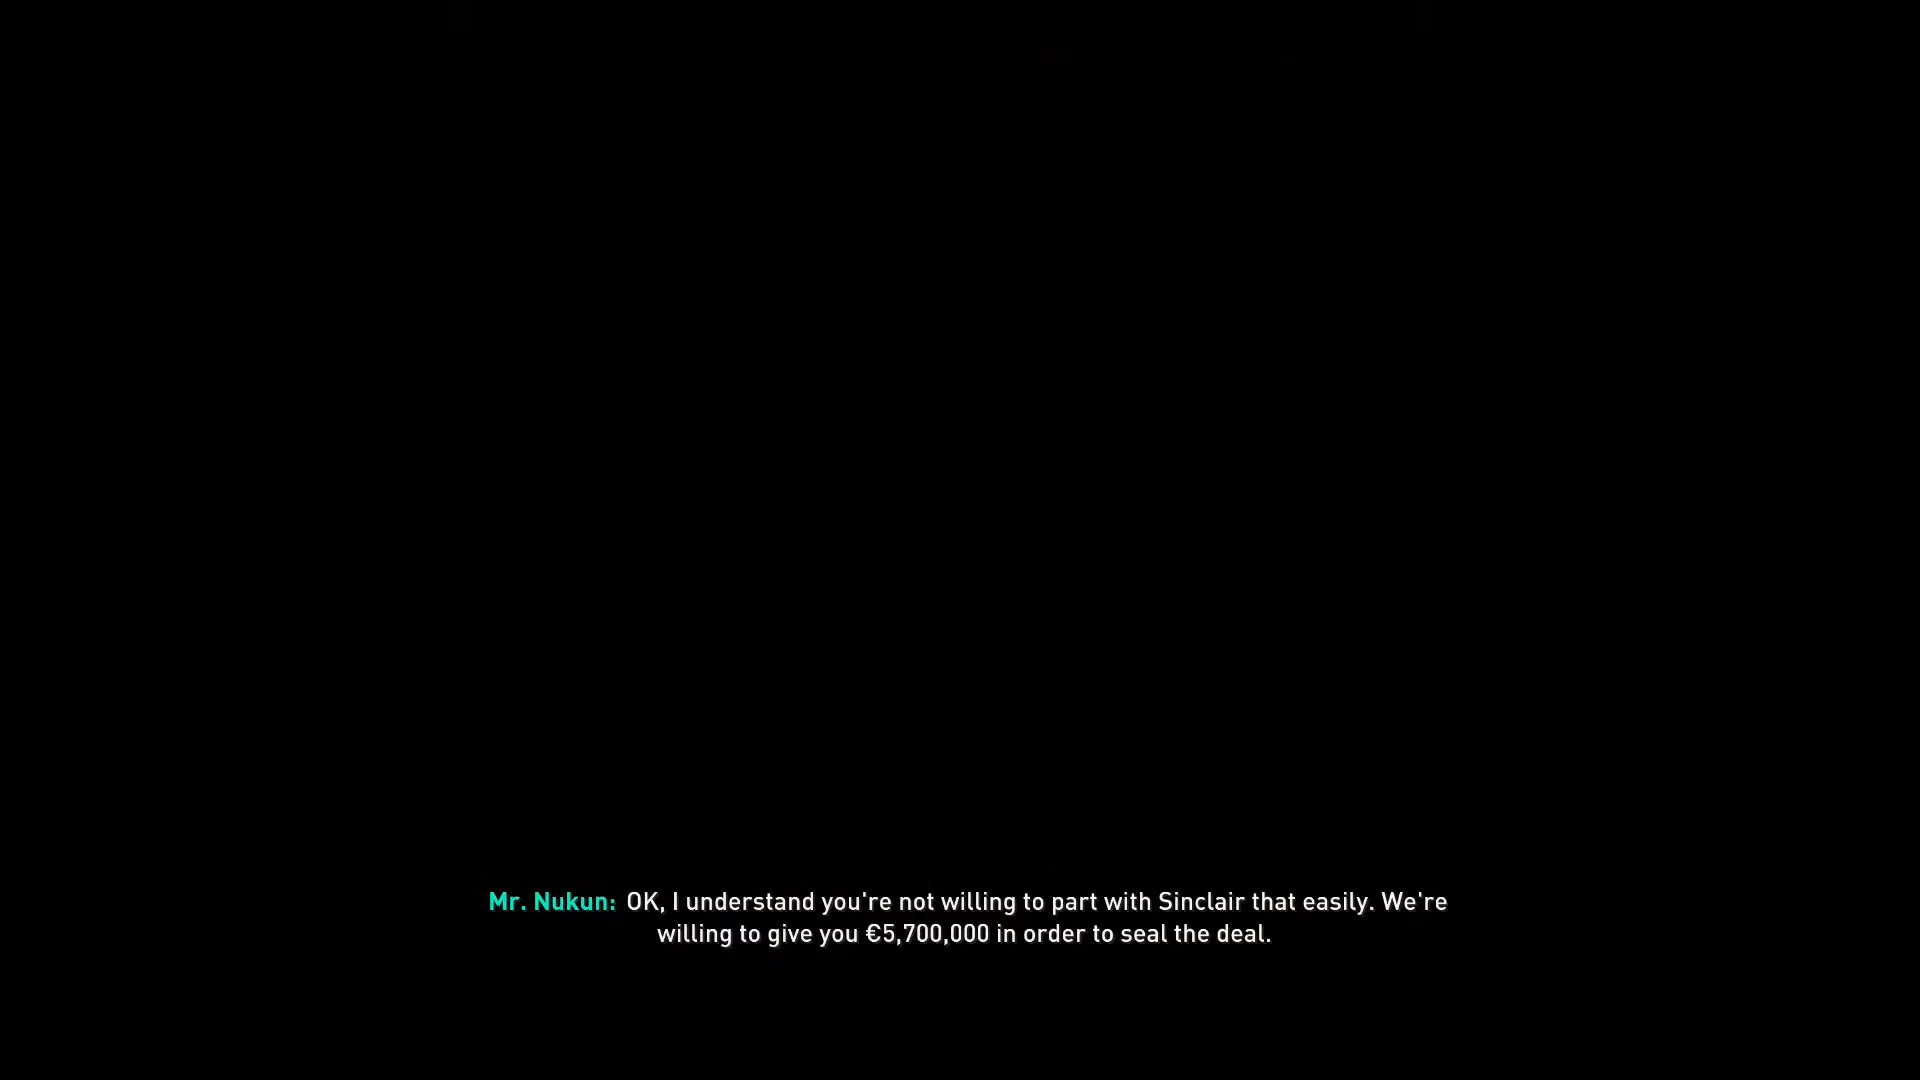 Mr. Nukun: OK, I understand you're not willing to part with Sinclair that easily. We're
willing to give you €5,700,000 in order to seal the deal.